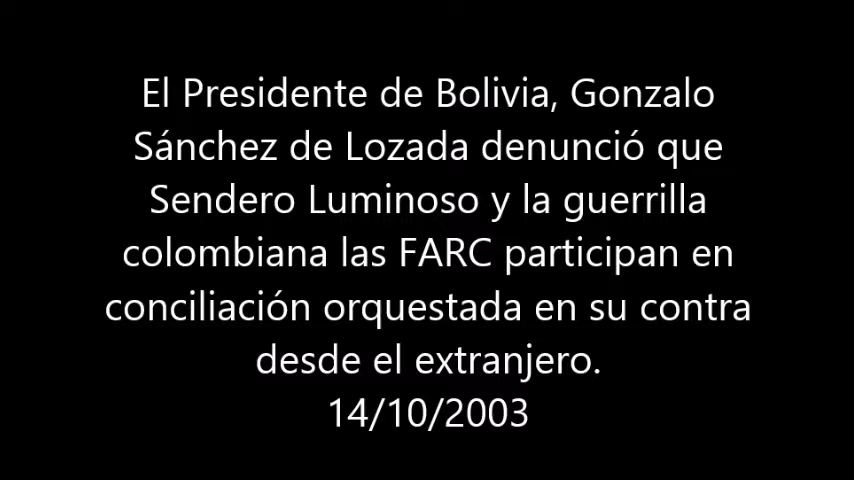 El Presidente de Bolivia, Gonzalo
Sánchez de Lozada denunció que
Sendero Luminoso y la guerrilla
colombiana las FARC participan en
conciliación orquestada en su contra
desde el extranjero.
14/10/2003